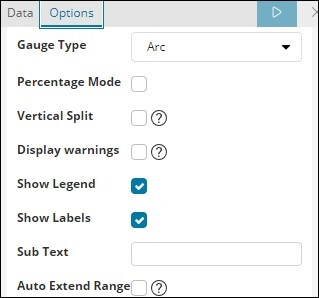 Data Options
Gauge Type Arc
Percentage Mode
Vertical Split ?
Display warnings ?
Show Legend
Show Labels
Sub Text
Auto Extend Range ?